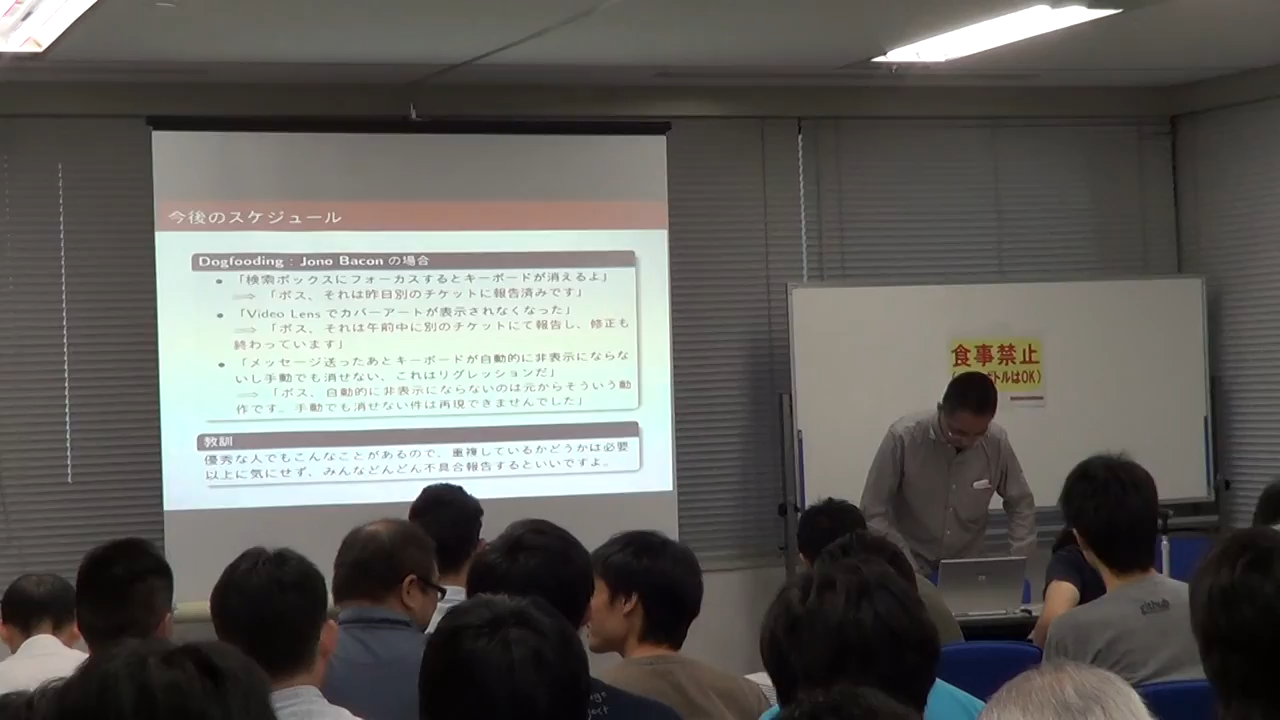 今後のスケジュール
Dogfooding : Jono Bacon の場合
「検索ボックスにフォーカスするとキーボードが消えるよ」
⇒ 「ボス、それは昨日別のチケットに報告済みです」
「Video Lens でカバーアートが表示されなくなった」
⇒ 「ボス、それは午前中に別のチケットにて報告し、修正も
終わっています」
「メッセージ送ったあとキーボードが自動的に非表示にならな
いし手動でも消せない、これはリグレッションだ」
⇒ 「ボス、自動的に非表示にならないのは元からそういう動
作です。手動でも消せない件は再現できませんでした」
教訓
優秀な人でもこんなことがあるので、重複しているかどうかは必要
以上に気にせず、みんなどんどん不具合報告するといいですよ。
食事禁止
トルはOK)
github